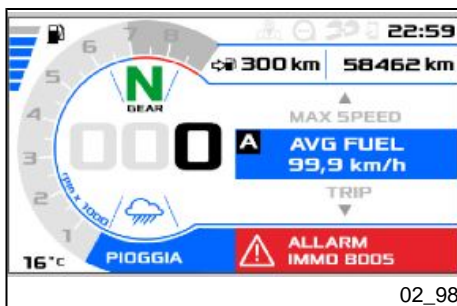 22:59
8
7
6
5
4
3
2
1
rpm x 1000
N
GEAR
300 km
58462 km
000
MAX SPEED
A
AVG FUEL
99,9 km/h
TRIP
16°C
PIOGGIA
ALLARM
IMMO B005
02_98